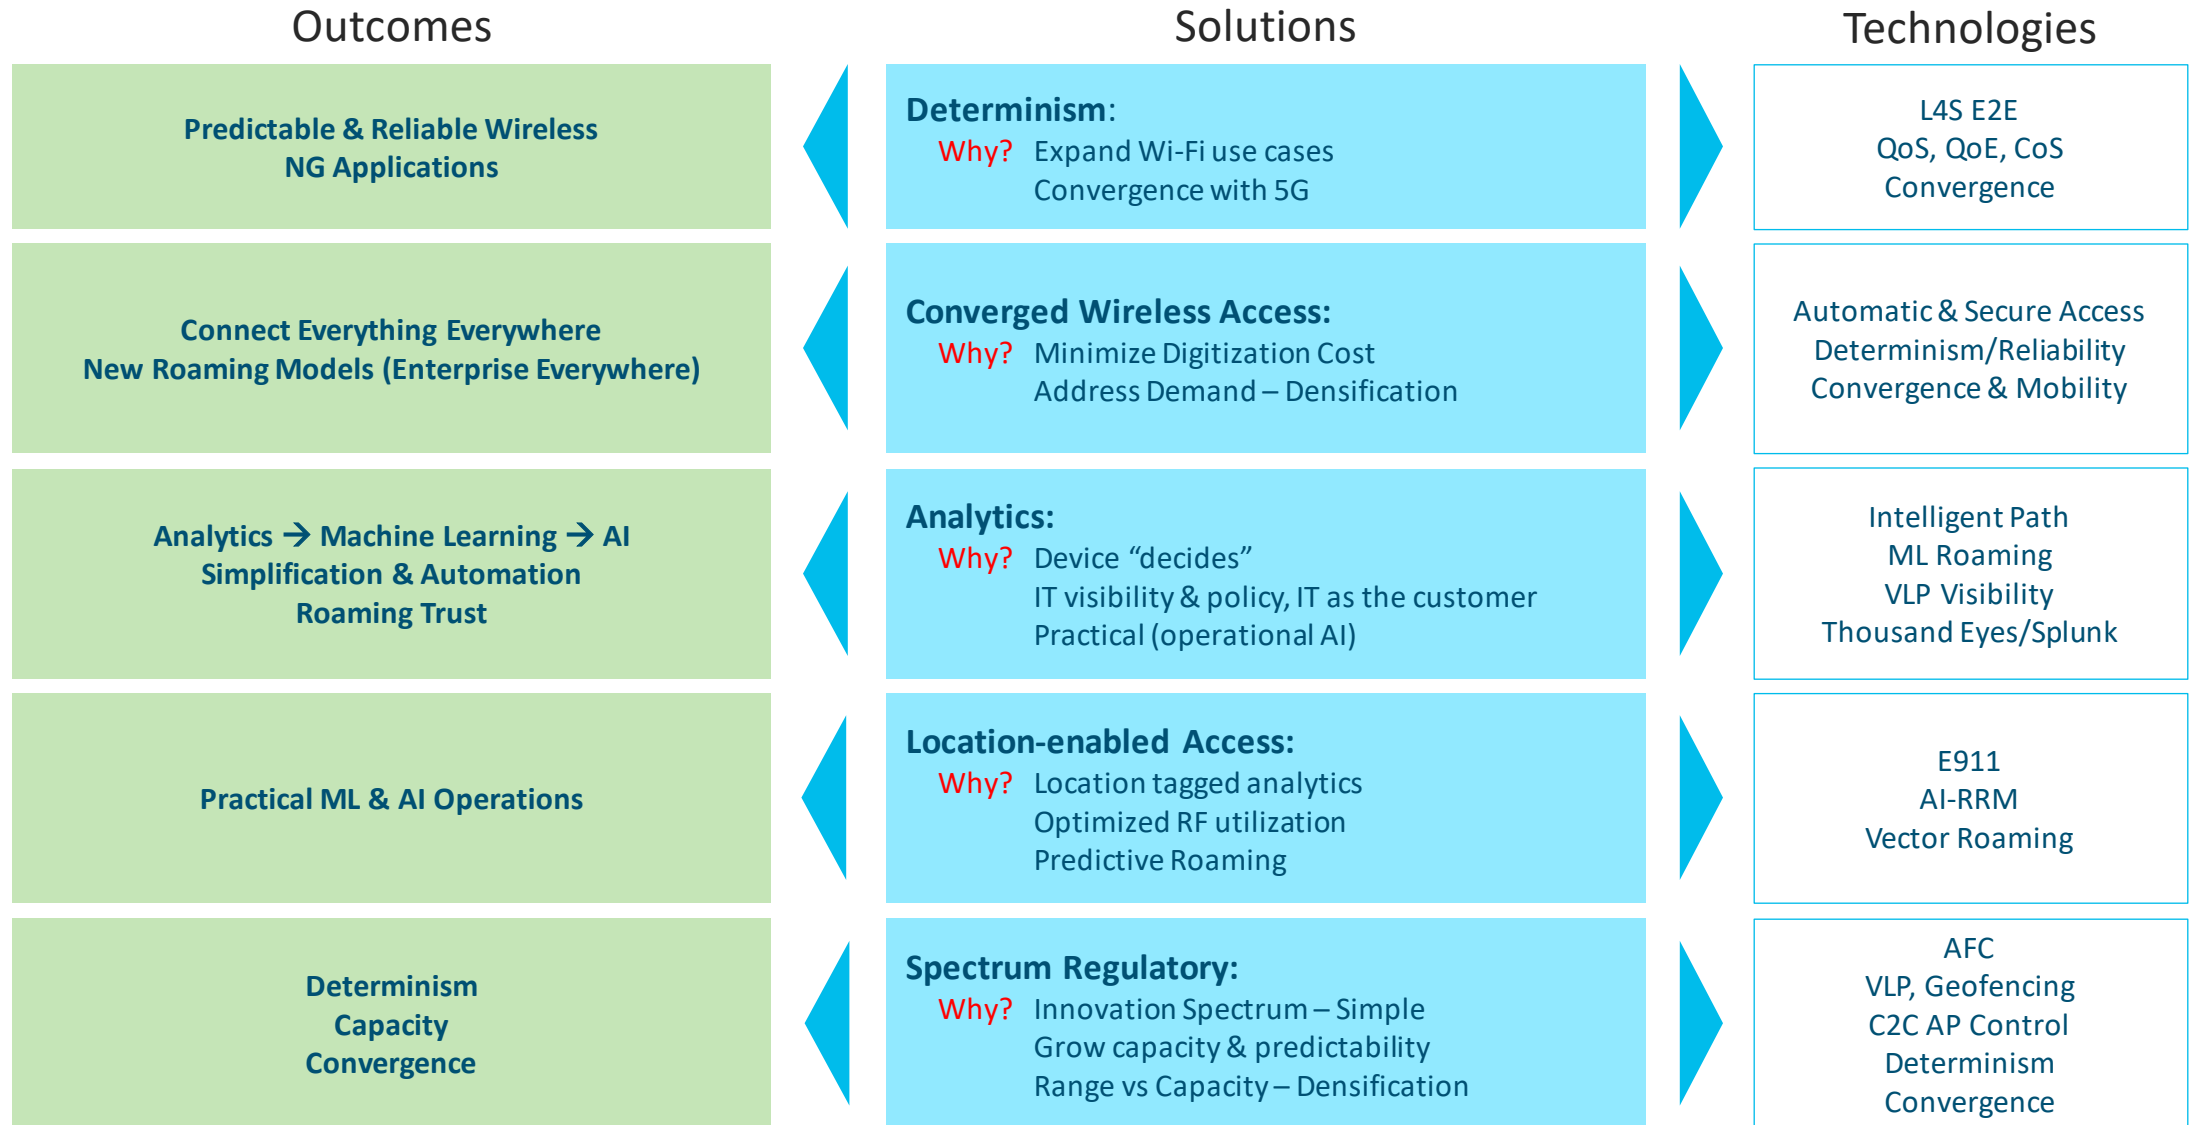 Outcomes
Solutions
Technologies
Predictable & Reliable Wireless
NG Applications
Determinism:
Why? Expand Wi-Fi use cases
Convergence with 5G
L4S E2E
QoS, QoE, CoS
Convergence
Connect Everything Everywhere
New Roaming Models (Enterprise Everywhere)
Converged Wireless Access:
Why? Minimize Digitization Cost
Address Demand – Densification
Automatic & Secure Access
Determinism/Reliability
Convergence & Mobility
Analytics → Machine Learning → AI
Simplification & Automation
Roaming Trust
Analytics:
Why? Device “decides”
IT visibility & policy, IT as the customer
Practical (operational AI)
Intelligent Path
ML Roaming
VLP Visibility
Thousand Eyes/Splunk
Practical ML & AI Operations
Location-enabled Access:
Why? Location tagged analytics
Optimized RF utilization
Predictive Roaming
E911
AI-RRM
Vector Roaming
Determinism
Capacity
Convergence
Spectrum Regulatory:
Why? Innovation Spectrum – Simple
Grow capacity & predictability
Range vs Capacity – Densification
AFC
VLP, Geofencing
C2C AP Control
Determinism
Convergence